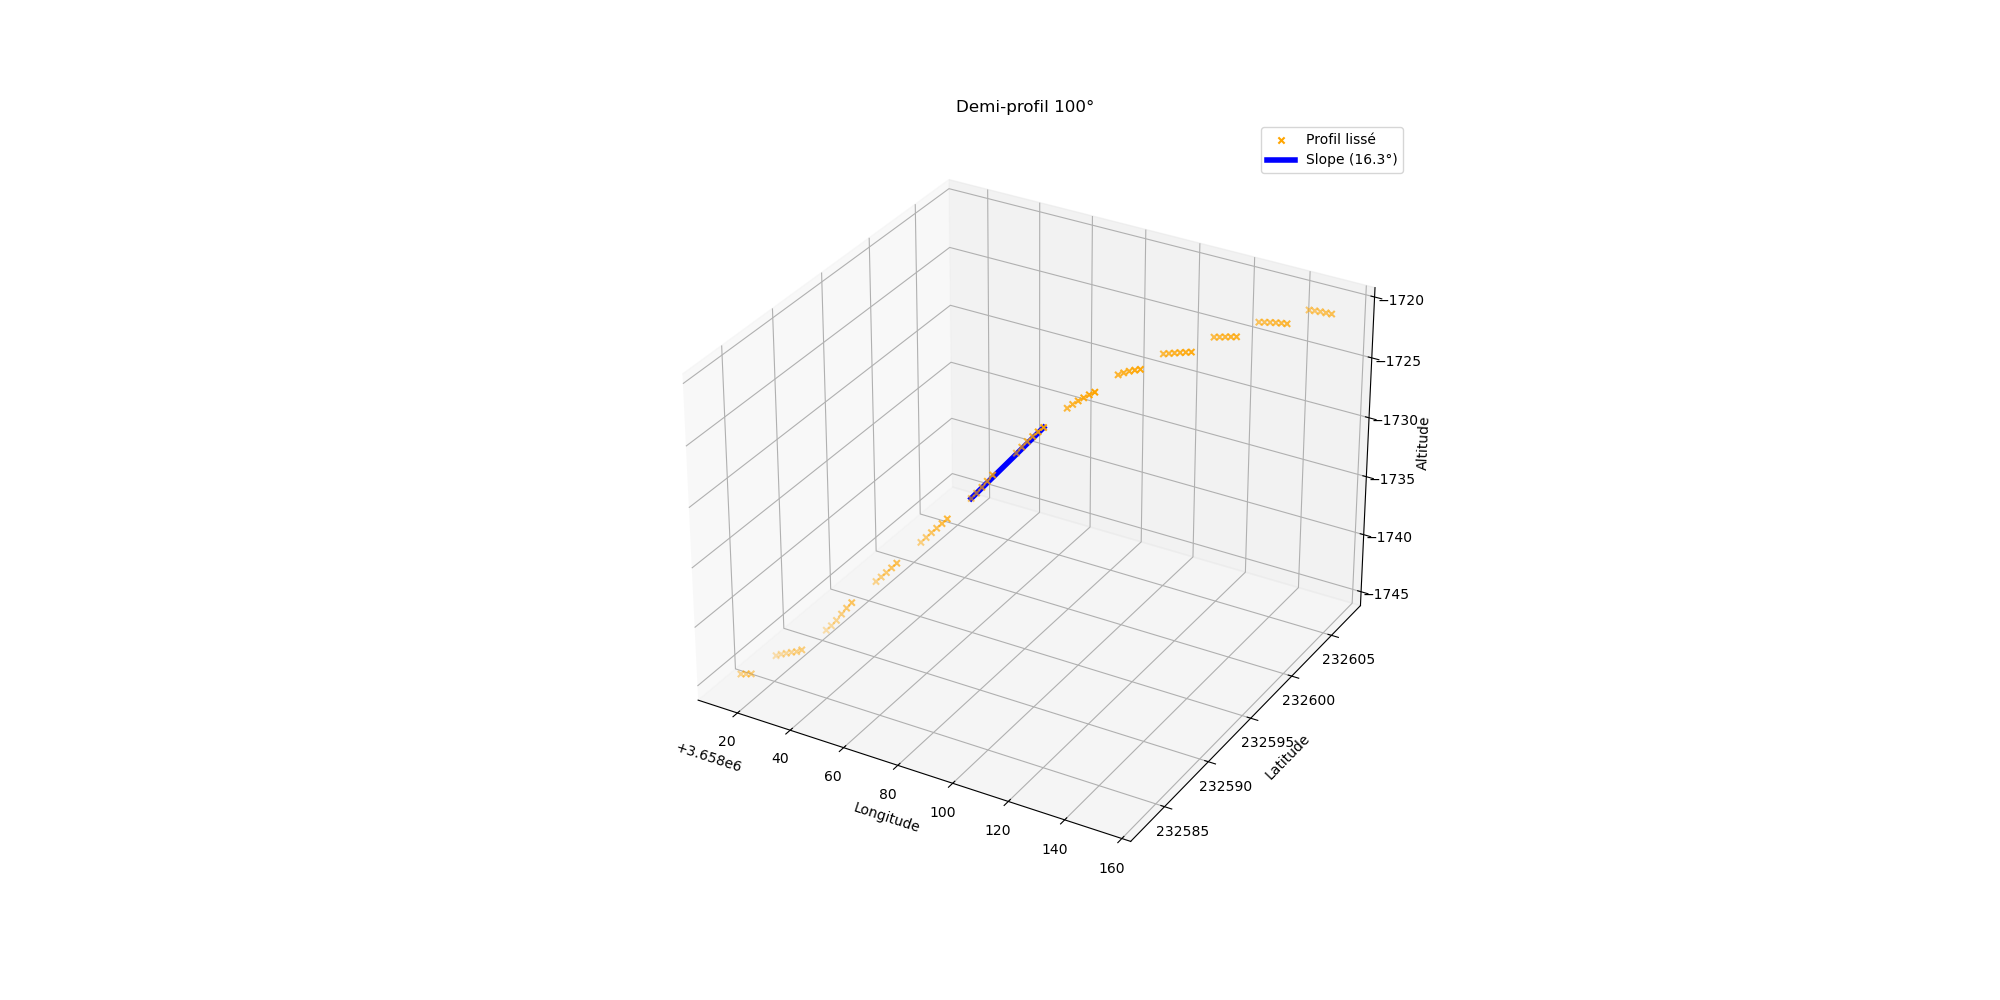 Demi-profil 100°
Profil lissé
Slope (16.3°)
−1720
−1725
−1730
−1735
−1740
−1745
Altitude
232605
232600
232595
232590
232585
Latitude
20
40
60
80
100
120
140
160
+3.658e6
Longitude